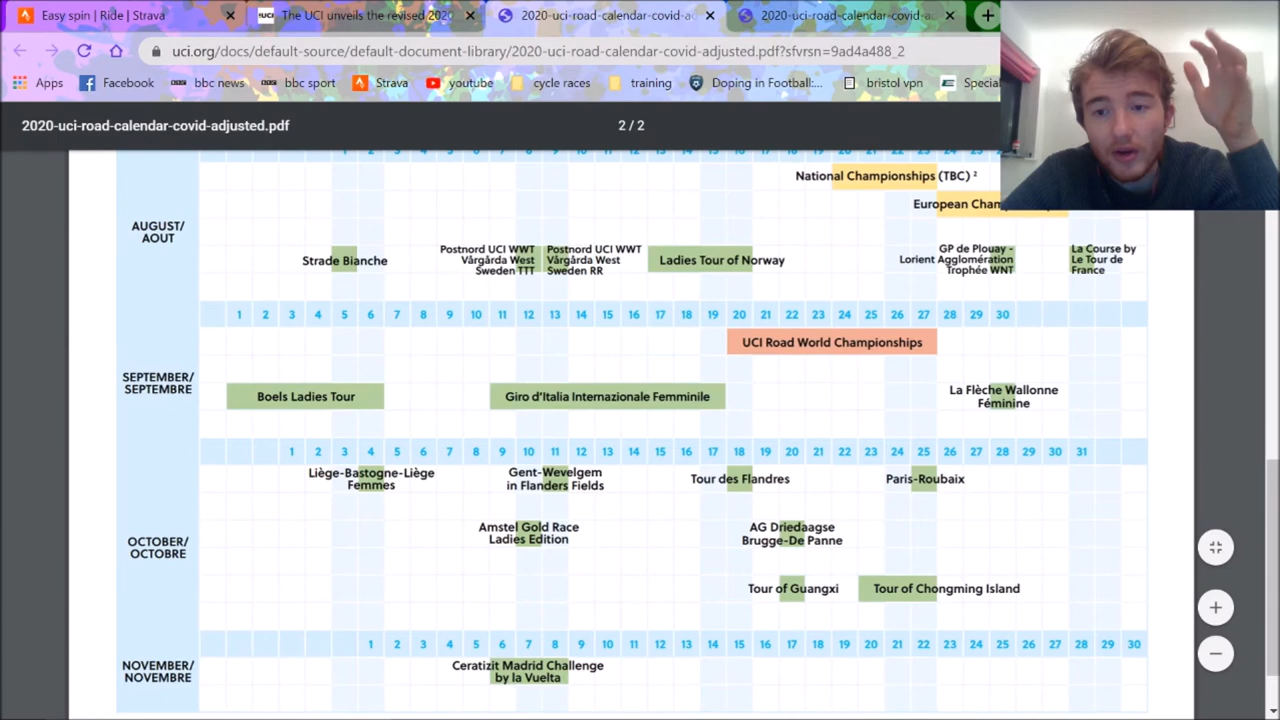 Easy spin | Ride | Strava
The UCI unveils the revised 2020
2020-uci-road-calendar-covid-ac
2020-uci-road-calendar-covid-ac
uci.org/docs/default-source/default-document-library/2020-uci-road-calendar-covid-adjusted.pdf?sfvrsn=9ad4a488_2
Apps Facebook bbc news bbc sport Strava youtube cycle races training Doping in Football:... bristol vpn Special
2020-uci-road-calendar-covid-adjusted.pdf
2 / 2
National Championships (TBC) ²
European
AUGUST/
AOUT
Strade Bianche
Postnord UCI WWT
Vårgårda West
Sweden TTT
Postnord UCI WWT
Vårgårda West
Sweden RR
Ladies Tour of Norway
GP de Plouay -
Lorient Agglomération
Trophée WNT
La Course by
Le Tour de
France
1 2 3 4 5 6 7 8 9 10 11 12 13 14 15 16 17 18 19 20 21 22 23 24 25 26 27 28 29 30
UCI Road World Championships
SEPTEMBER/
SEPTEMBRE
Boels Ladies Tour
Giro d'Italia Internazionale Femminile
La Flèche Wallonne
Féminine
1 2 3 4 5 6 7 8 9 10 11 12 13 14 15 16 17 18 19 20 21 22 23 24 25 26 27 28 29 30 31
Liège-Bastogne-Liège
Femmes
Gent-Wevelgem
in Flanders Fields
Tour des Flandres
Paris-Roubaix
OCTOBER/
OCTOBRE
Amstel Gold Race
Ladies Edition
AG Driedaagse
Brugge-De Panne
Tour of Guangxi
Tour of Chongming Island
1 2 3 4 5 6 7 8 9 10 11 12 13 14 15 16 17 18 19 20 21 22 23 24 25 26 27 28 29 30
NOVEMBER/
NOVEMBRE
Ceratizit Madrid Challenge
by la Vuelta